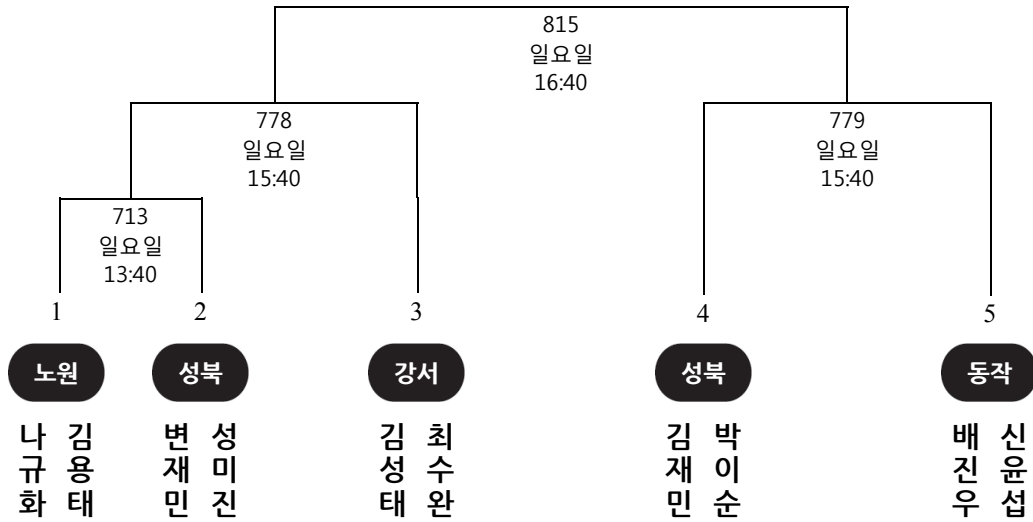 815
일요일
16:40
778
일요일
15:40
779
일요일
15:40
713
일요일
13:40
1 2 3 4 5
노원 성북 강서 성북 동작
나규화 김용태 변재민 성미진 김성태 최수완 김재민 박이순 배진우 신윤섭